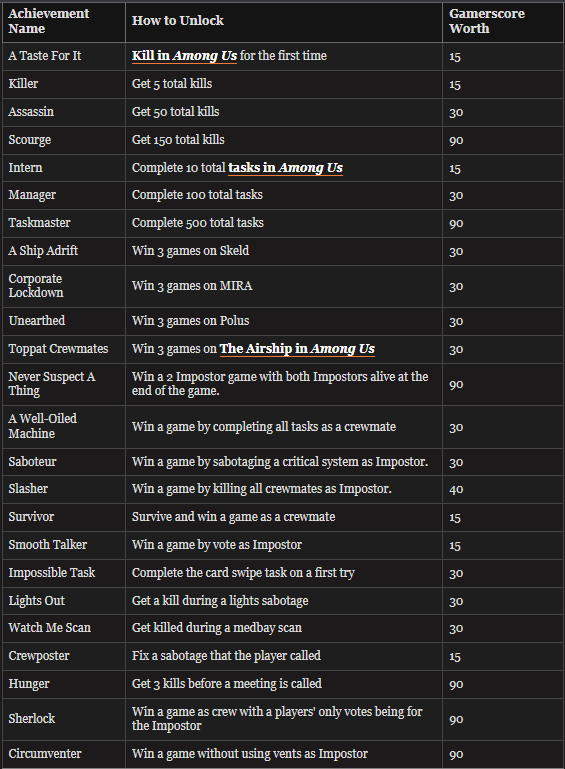 Achievement Name How to Unlock Gamerscore Worth
A Taste For It Kill in Among Us for the first time 15
Killer Get 5 total kills 15
Assassin Get 50 total kills 30
Scourge Get 150 total kills 90
Intern Complete 10 total tasks in Among Us 15
Manager Complete 100 total tasks 30
Taskmaster Complete 500 total tasks 90
A Ship Adrift Win 3 games on Skeld 30
Corporate Lockdown Win 3 games on MIRA 30
Unearthed Win 3 games on Polus 30
Toppat Crewmates Win 3 games on The Airship in Among Us 30
Never Suspect A Thing Win a 2 Impostor game with both Impostors alive at the end of the game. 90
A Well-Oiled Machine Win a game by completing all tasks as a crewmate 30
Saboteur Win a game by sabotaging a critical system as Impostor. 30
Slasher Win a game by killing all crewmates as Impostor. 40
Survivor Survive and win a game as a crewmate 15
Smooth Talker Win a game by vote as Impostor 15
Impossible Task Complete the card swipe task on a first try 30
Lights Out Get a kill during a lights sabotage 30
Watch Me Scan Get killed during a medbay scan 30
Crewposter Fix a sabotage that the player called 15
Hunger Get 3 kills before a meeting is called 90
Sherlock Win a game as crew with a players' only votes being for the Impostor 90
Circumventer Win a game without using vents as Impostor 90